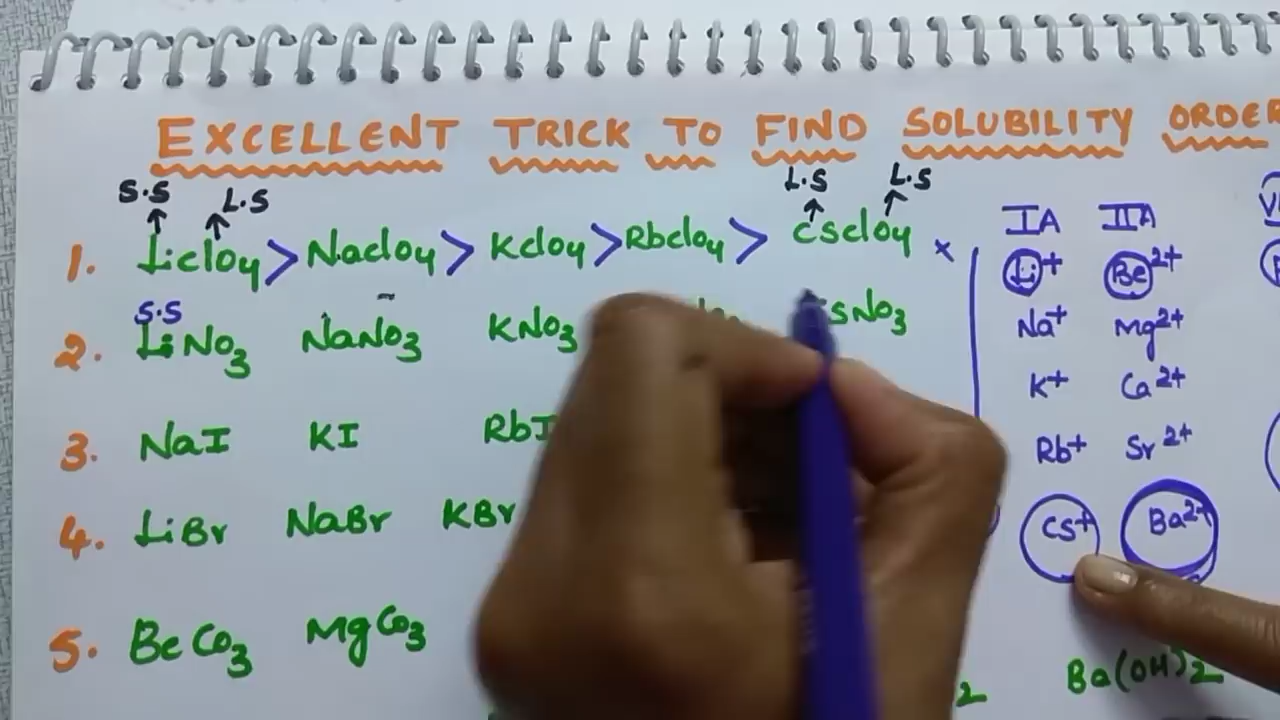 EXCELLENT TRICK TO FIND SOLUBILITY ORDER
S.S L.S L.S L.S
1. LiClO4 > NaClO4 > KClO4 > RbClO4 > CsClO4 x
S.S
2. LiNO3 NaNO3 KNO3 CsNO3
3. NaI KI RbI
4. LiBr NaBr KBr
5. BeCO3 MgCO3
2 Ba(OH)2
IA IIA
Li+ Be2+
Na+ Mg2+
K+ Ca2+
Rb+ Sr2+
Cs+ Ba2+